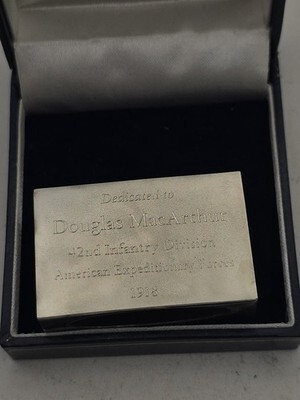 Dedicated to
Douglas MacArthur
42nd Infantry Division
American Expeditionary Forces
1918